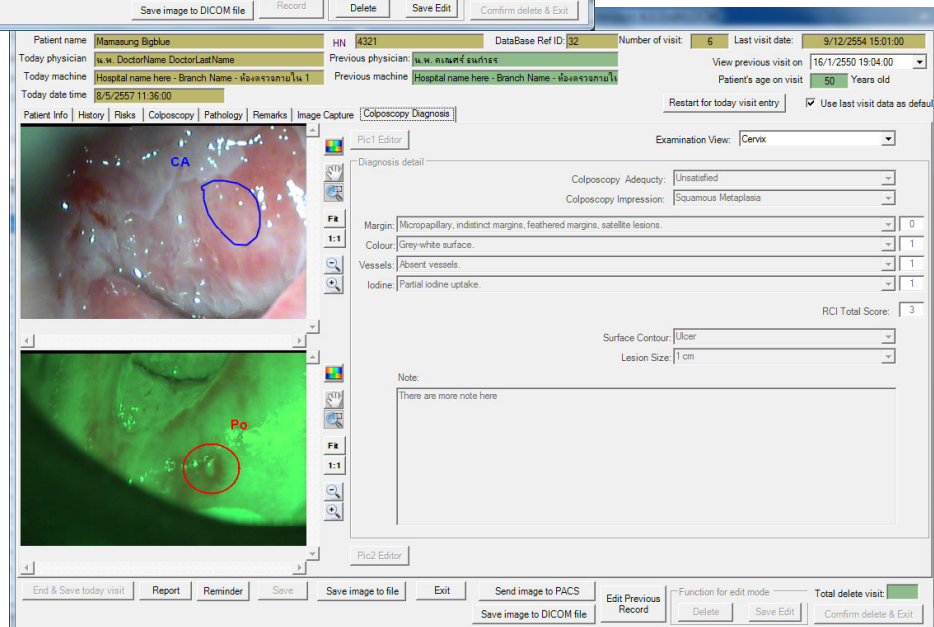 Save image to DICOM file Record Delete Save Edit Comfirm delete & Exit
Patient name Mamasung Bigblue HN 4321 DataBase Ref ID: 32 Number of visit: 6 Last visit date: 9/12/2554 15:01:00
Today physician น.พ. DoctorName DoctorLastName Previous physician: น.พ. คเณศร์ ธนกำธร View previous visit on 16/1/2550 19:04:00
Today machine Hospital name here - Branch Name - ห้องตรวจภายใน 1 Previous machine Hospital name here - Branch Name - ห้องตรวจภายใ Patient's age on visit 50 Years old
Today date time 8/5/2557 11:36:00 Restart for today visit entry Use last visit data as defaul
Patient Info History Risks Colposcopy Pathology Remarks Image Capture Colposcopy Diagnosis
CA
Pic1 Editor Examination View: Cervix
Diagnosis detail
Colposcopy Adequcty: Unsatisfied
Colposcopy Impression: Squamous Metaplasia
Fit
1:1
Margin: Micropapillary, indistinct margins, feathered margins, satellite lesions. 0
Colour: Grey-white surface. 1
Vessels: Absent vessels. 1
Iodine: Partial iodine uptake. 1
RCI Total Score: 3
Surface Contour: Ulcer
Lesion Size: 1 cm
Note:
There are more note here
Po
Fit
1:1
Pic2 Editor
End & Save today visit Report Reminder Save Save image to file Exit Send image to PACS Edit Previous Record Function for edit mode Total delete visit:
Save image to DICOM file Delete Save Edit Comfirm delete & Exit